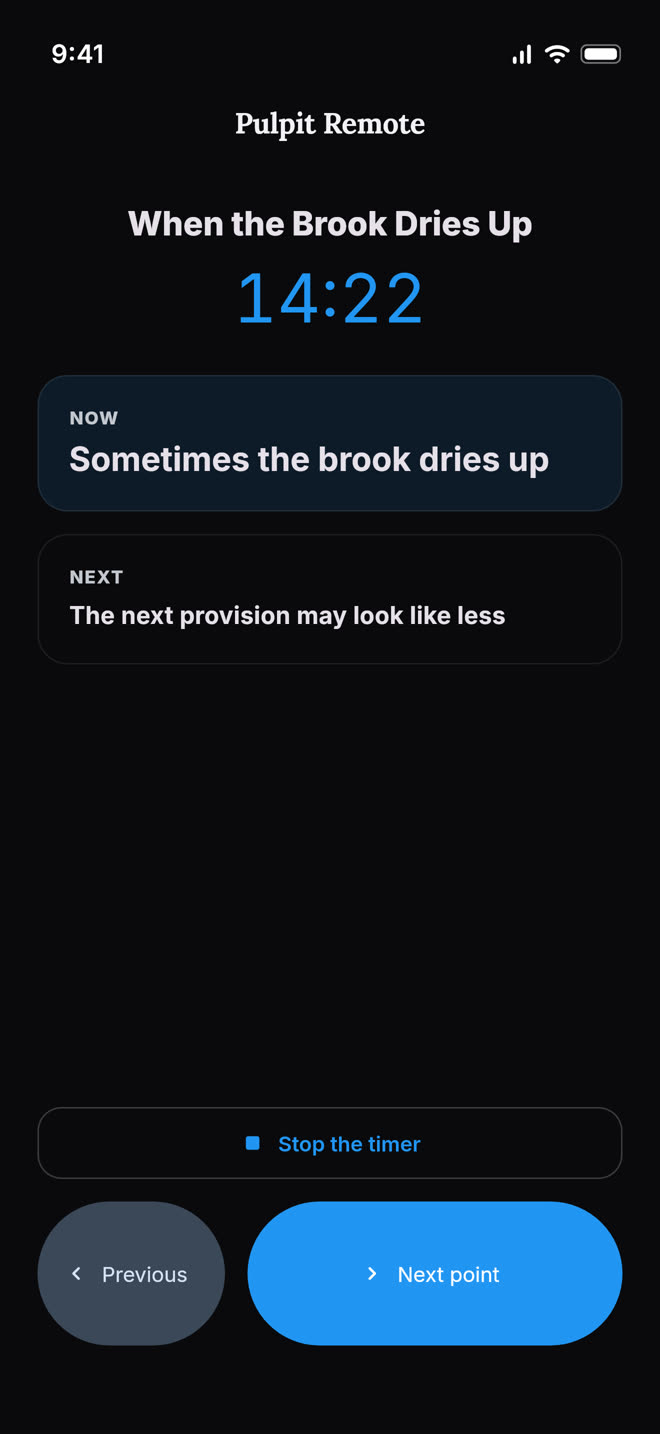 9:41
Pulpit Remote
When the Brook Dries Up
14:22
NOW
Sometimes the brook dries up
NEXT
The next provision may look like less
Stop the timer
Previous
Next point